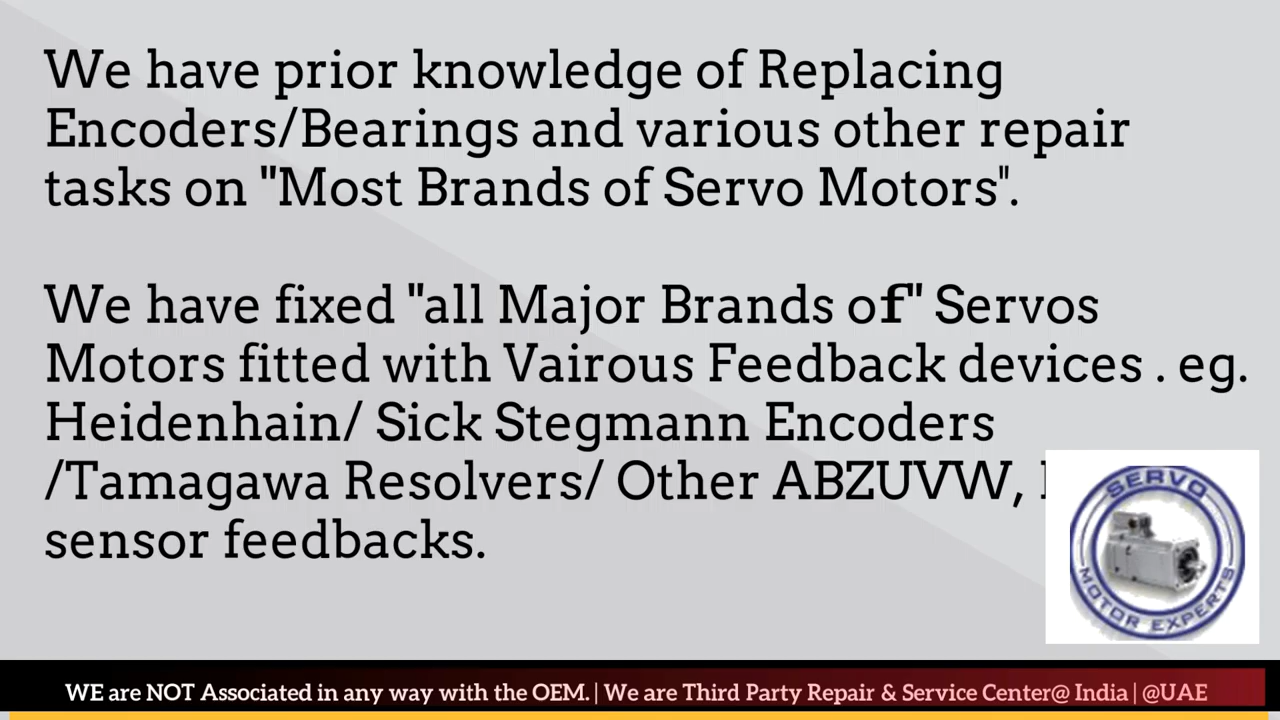 We have prior knowledge of Replacing
Encoders/Bearings and various other repair
tasks on "Most Brands of Servo Motors".
We have fixed "all Major Brands of" Servos
Motors fitted with Vairous Feedback devices . eg.
Heidenhain/ Sick Stegmann Encoders
/Tamagawa Resolvers/ Other ABZUVW,
sensor feedbacks.
SERVO
MOTOR EXPERTS
WE are NOT Associated in any way with the OEM. | We are Third Party Repair & Service Center@ India | @UAE